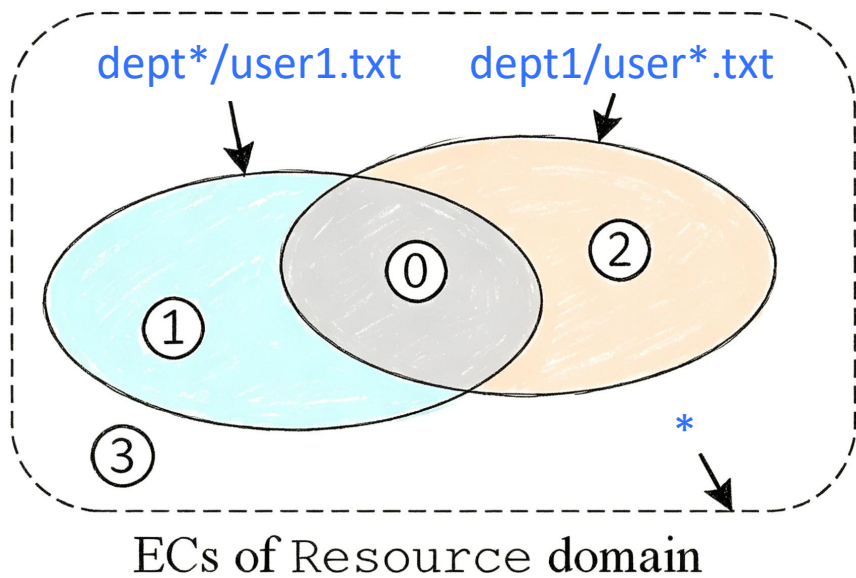 dept*/user1.txt dept1/user*.txt
0
2
1
*
3
ECs of Resource domain